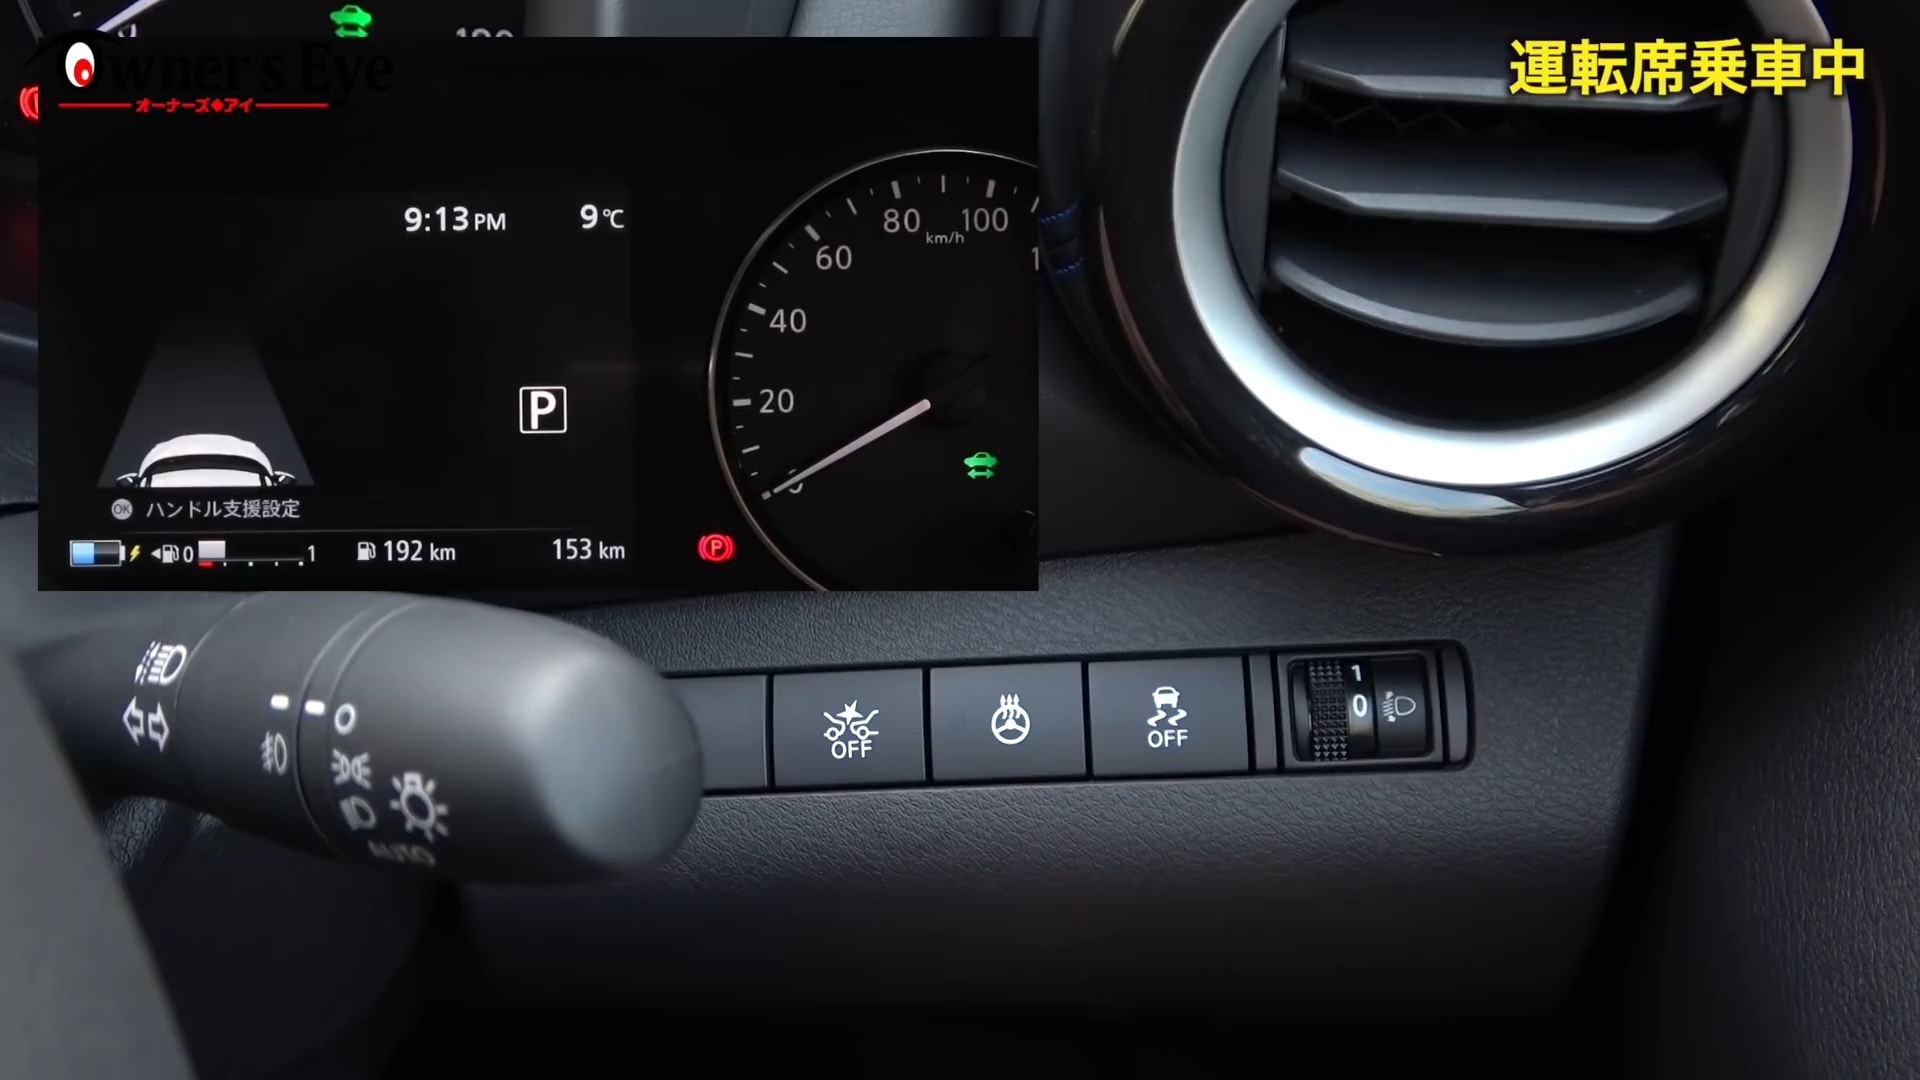 Owner's Eye
オーナーズ◆アイ
運転席乗車中
9:13 PM 9℃
80 100
km/h
60
40
20
P
OK ハンドル支援設定
0 1 192 km 153 km
P
OFF
OFF
1
0
AUTO